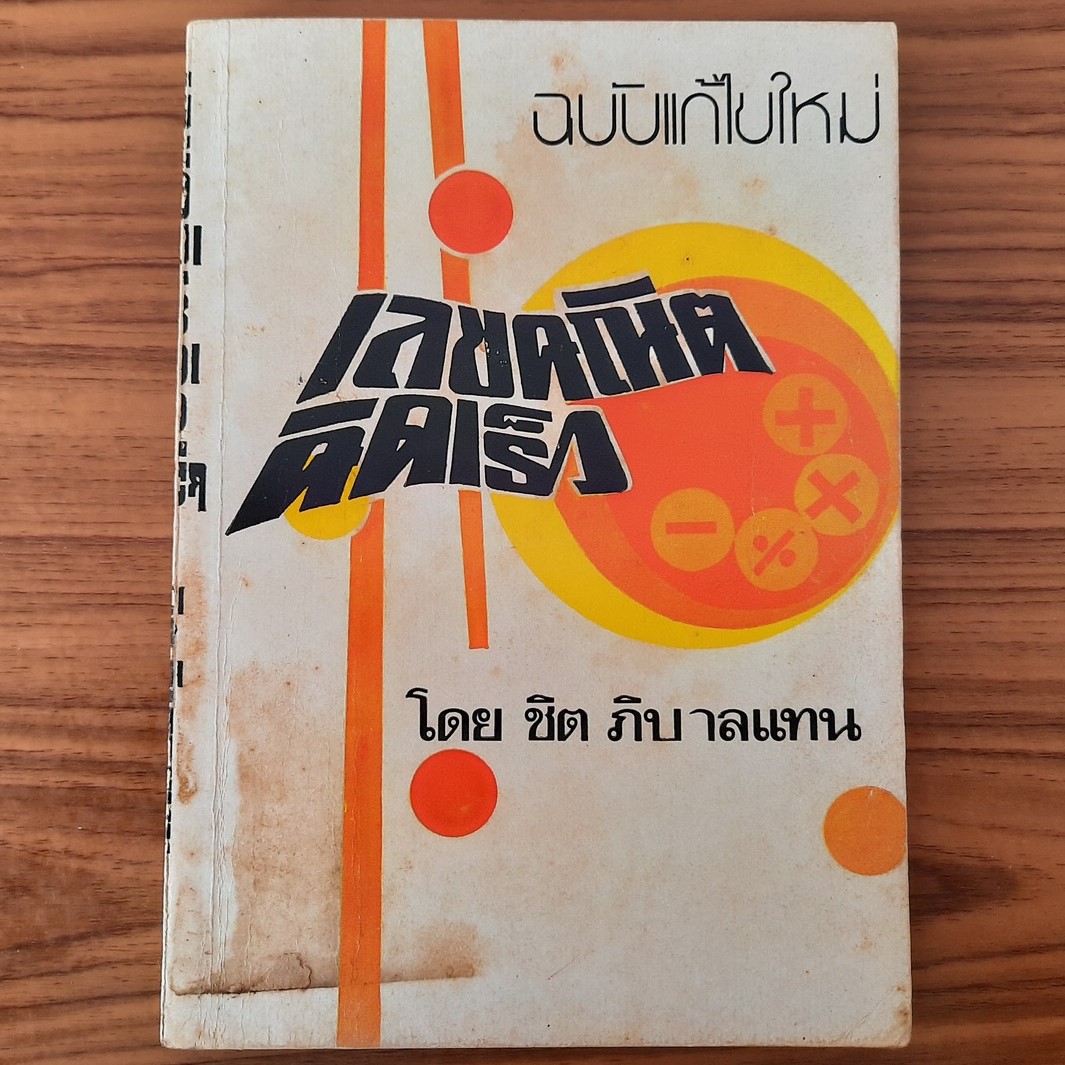 ฉบับแก้ไขใหม่
เลขคณิต
คิดเร็ว
โดย ชิต ภิบาลแทน